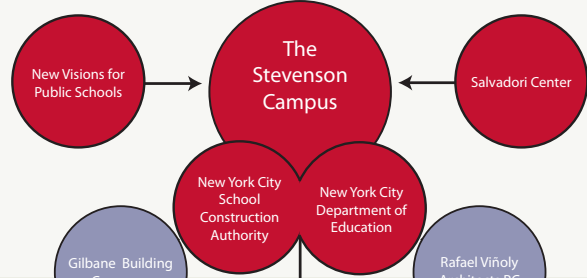 The
Stevenson
Campus
New Visions for
Public Schools
Salvadori Center
New York City
School
Construction
Authority
New York City
Department of
Education
Gilbane Building
Rafael Viñoly